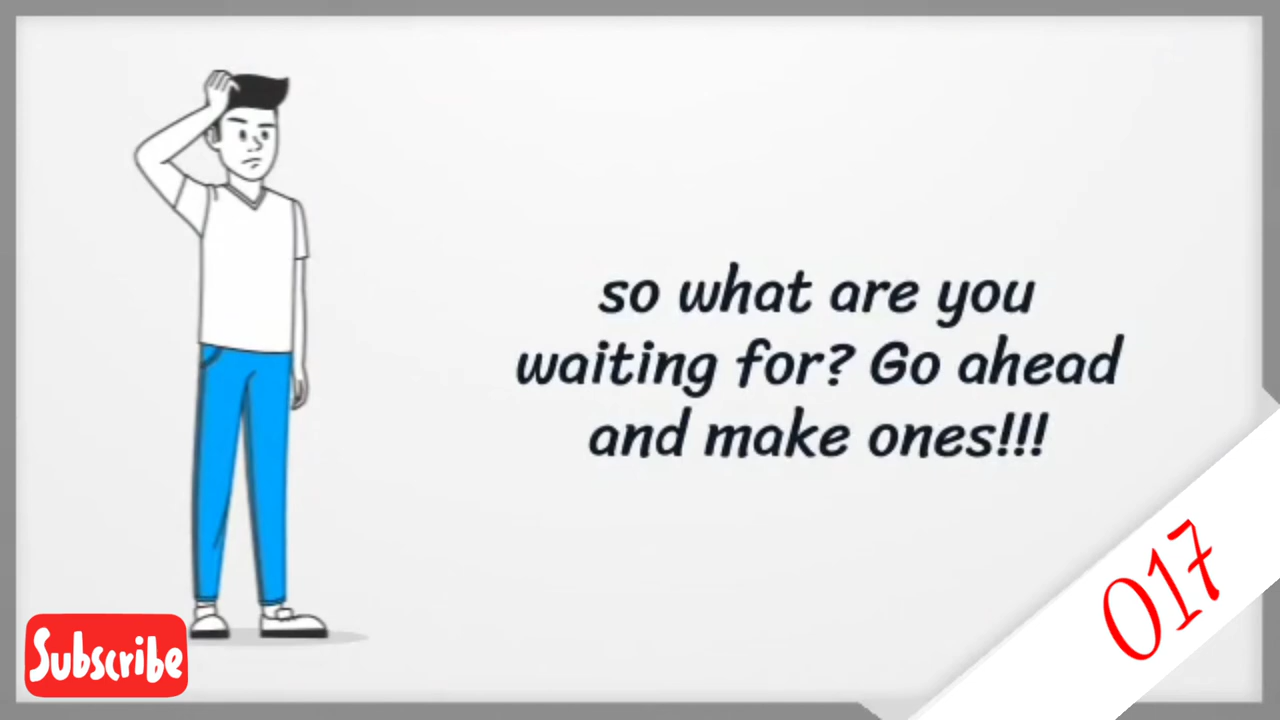 so what are you
waiting for? Go ahead
and make ones!!!
017
Subscribe